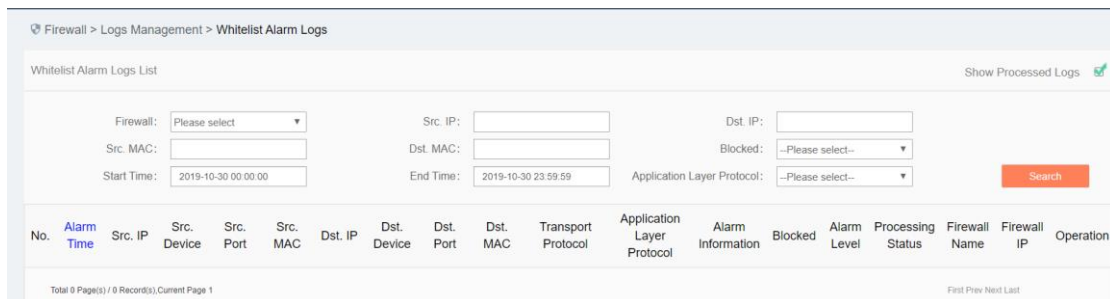 Firewall > Logs Management > Whitelist Alarm Logs
Whitelist Alarm Logs List
Show Processed Logs
Firewall: Please select
Src. IP:
Dst. IP:
Src. MAC:
Dst. MAC:
Blocked: --Please select--
Start Time: 2019-10-30 00:00:00
End Time: 2019-10-30 23:59:59
Application Layer Protocol: --Please select--
Search
No.
Alarm
Time
Src. IP
Src.
Device
Src.
Port
Src.
MAC
Dst. IP
Dst.
Device
Dst.
Port
Dst.
MAC
Transport
Protocol
Application
Layer
Protocol
Alarm
Information
Blocked
Alarm
Level
Processing
Status
Firewall
Name
Firewall
IP
Operation
Total 0 Page(s) / 0 Record(s),Current Page 1
First Prev Next Last